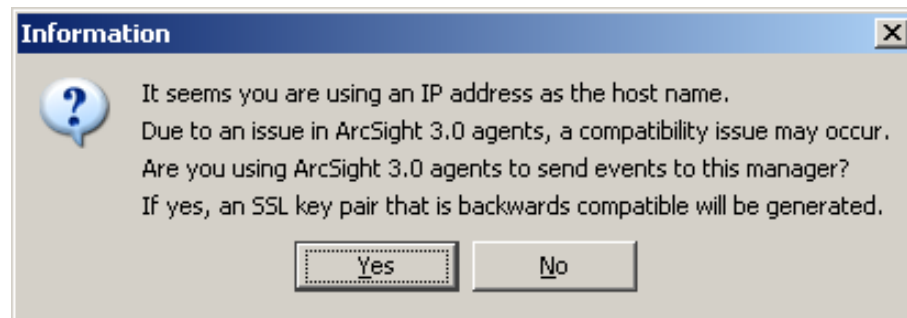 Information
It seems you are using an IP address as the host name.
Due to an issue in ArcSight 3.0 agents, a compatibility issue may occur.
Are you using ArcSight 3.0 agents to send events to this manager?
If yes, an SSL key pair that is backwards compatible will be generated.
Yes
No